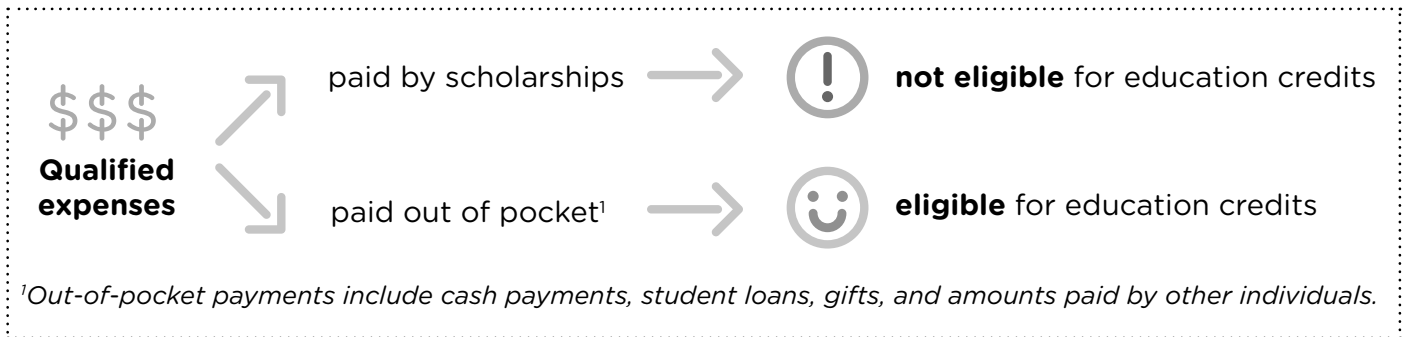 $$$
Qualified
expenses
paid by scholarships
not eligible for education credits
paid out of pocket¹
eligible for education credits
¹Out-of-pocket payments include cash payments, student loans, gifts, and amounts paid by other individuals.